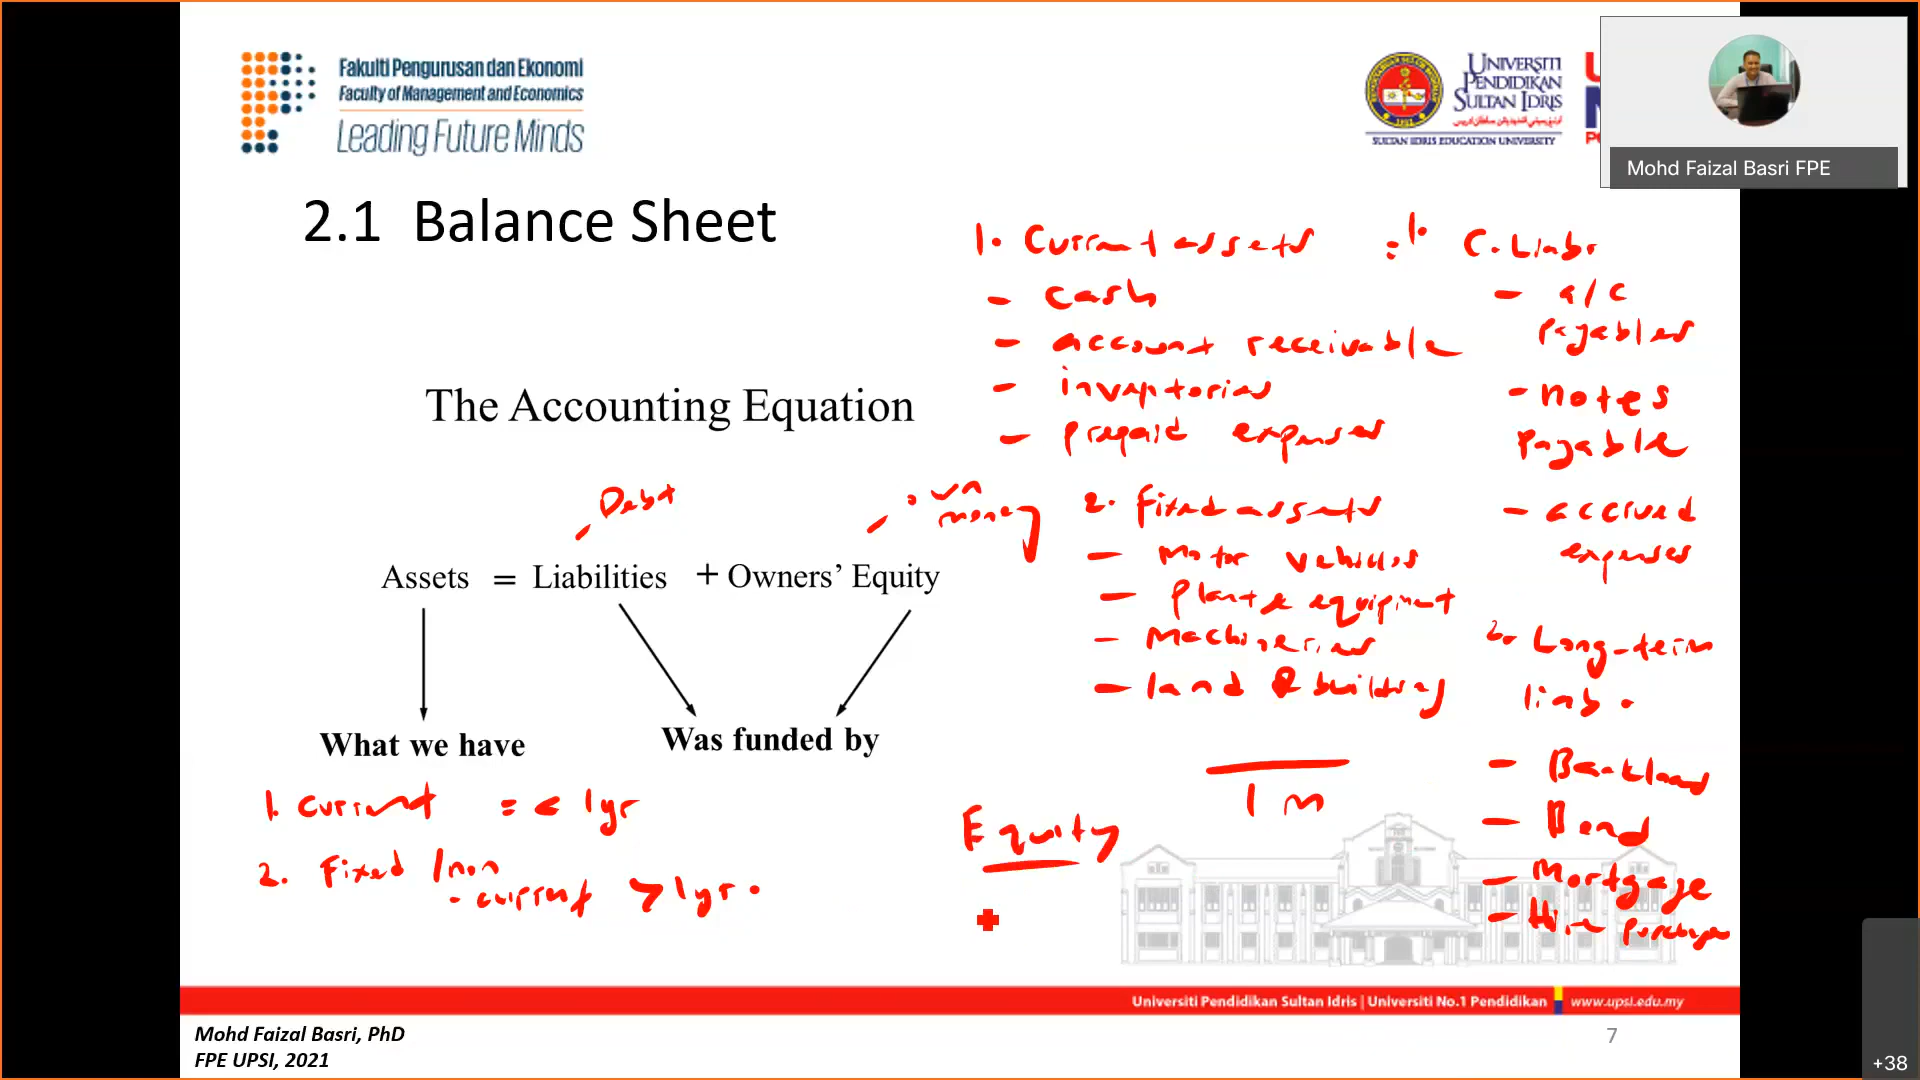 Fakulti Pengurusan dan Ekonomi
Faculty of Management and Economics
Leading Future Minds
UNIVERSITI
PENDIDIKAN
SULTAN IDRIS
SULTAN IDRIS EDUCATION UNIVERSITY
Mohd Faizal Basri FPE
2.1 Balance Sheet
The Accounting Equation
Debt
money
Assets = Liabilities + Owners' Equity
What we have
Was funded by
1. Current = < 1yr
2. Fixed / non
- current > 1yr.
1. Current assets
- cash
- account receivable
- inventories
- prepaid expenses
2. Fixed assets
- Motor vehicles
- Plant & equipment
- Machineries
- land & building
1 m
Equity
1. C. Liab.
- a/c
payables
- notes
payable
- accrued
expenses
2. Long-term
liab.
- Bank loan
- Bond
- Mortgage
- Hire purchase
Universiti Pendidikan Sultan Idris | Universiti No.1 Pendidikan www.upsi.edu.my
Mohd Faizal Basri, PhD
FPE UPSI, 2021
7
+38